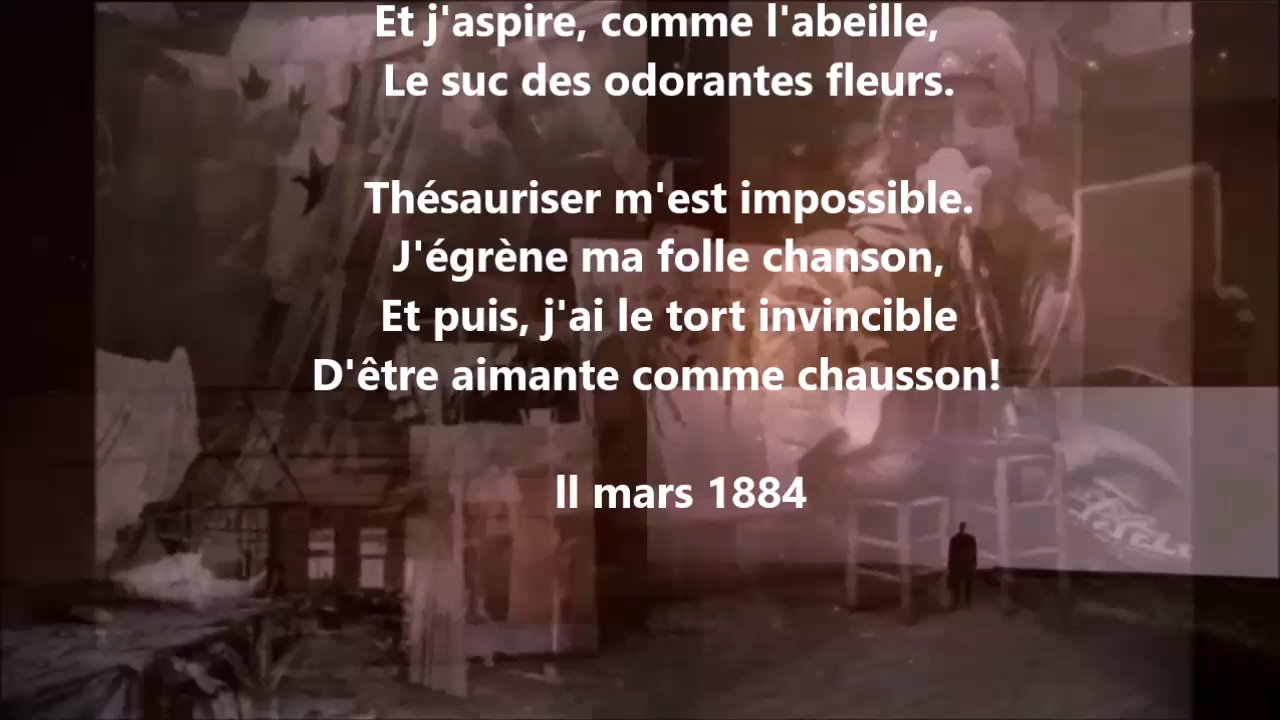 Et j'aspire, comme l'abeille,
Le suc des odorantes fleurs.
Thésauriser m'est impossible.
J'égrène ma folle chanson,
Et puis, j'ai le tort invincible
D'être aimante comme chausson!
ll mars 1884